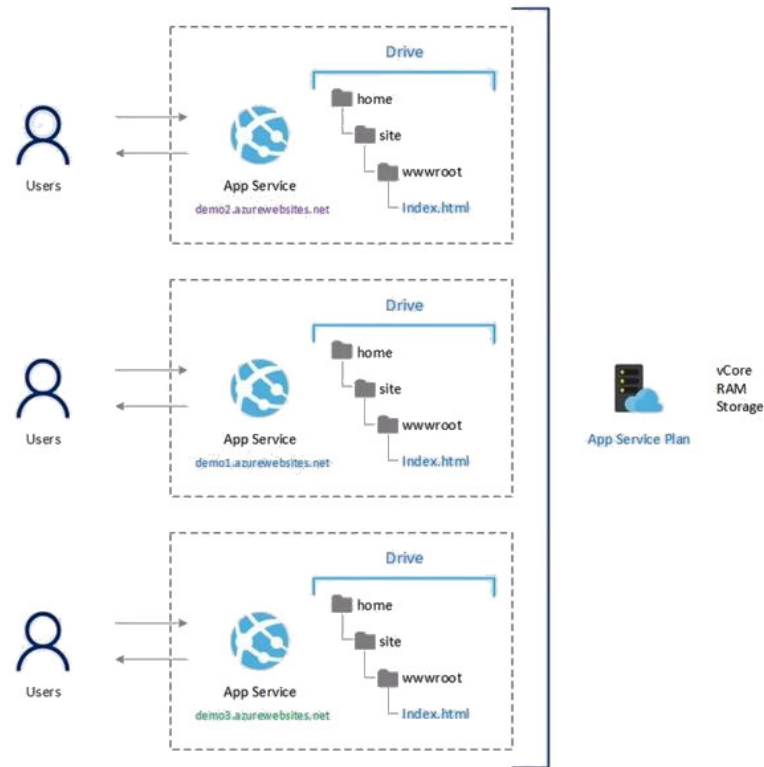 Drive
home
site
wwwroot
Index.html
Users
App Service
demo2.azurewebsites.net
Drive
home
site
wwwroot
Index.html
Users
App Service
demo1.azurewebsites.net
vCore
RAM
Storage
App Service Plan
Drive
home
site
wwwroot
Index.html
Users
App Service
demo3.azurewebsites.net